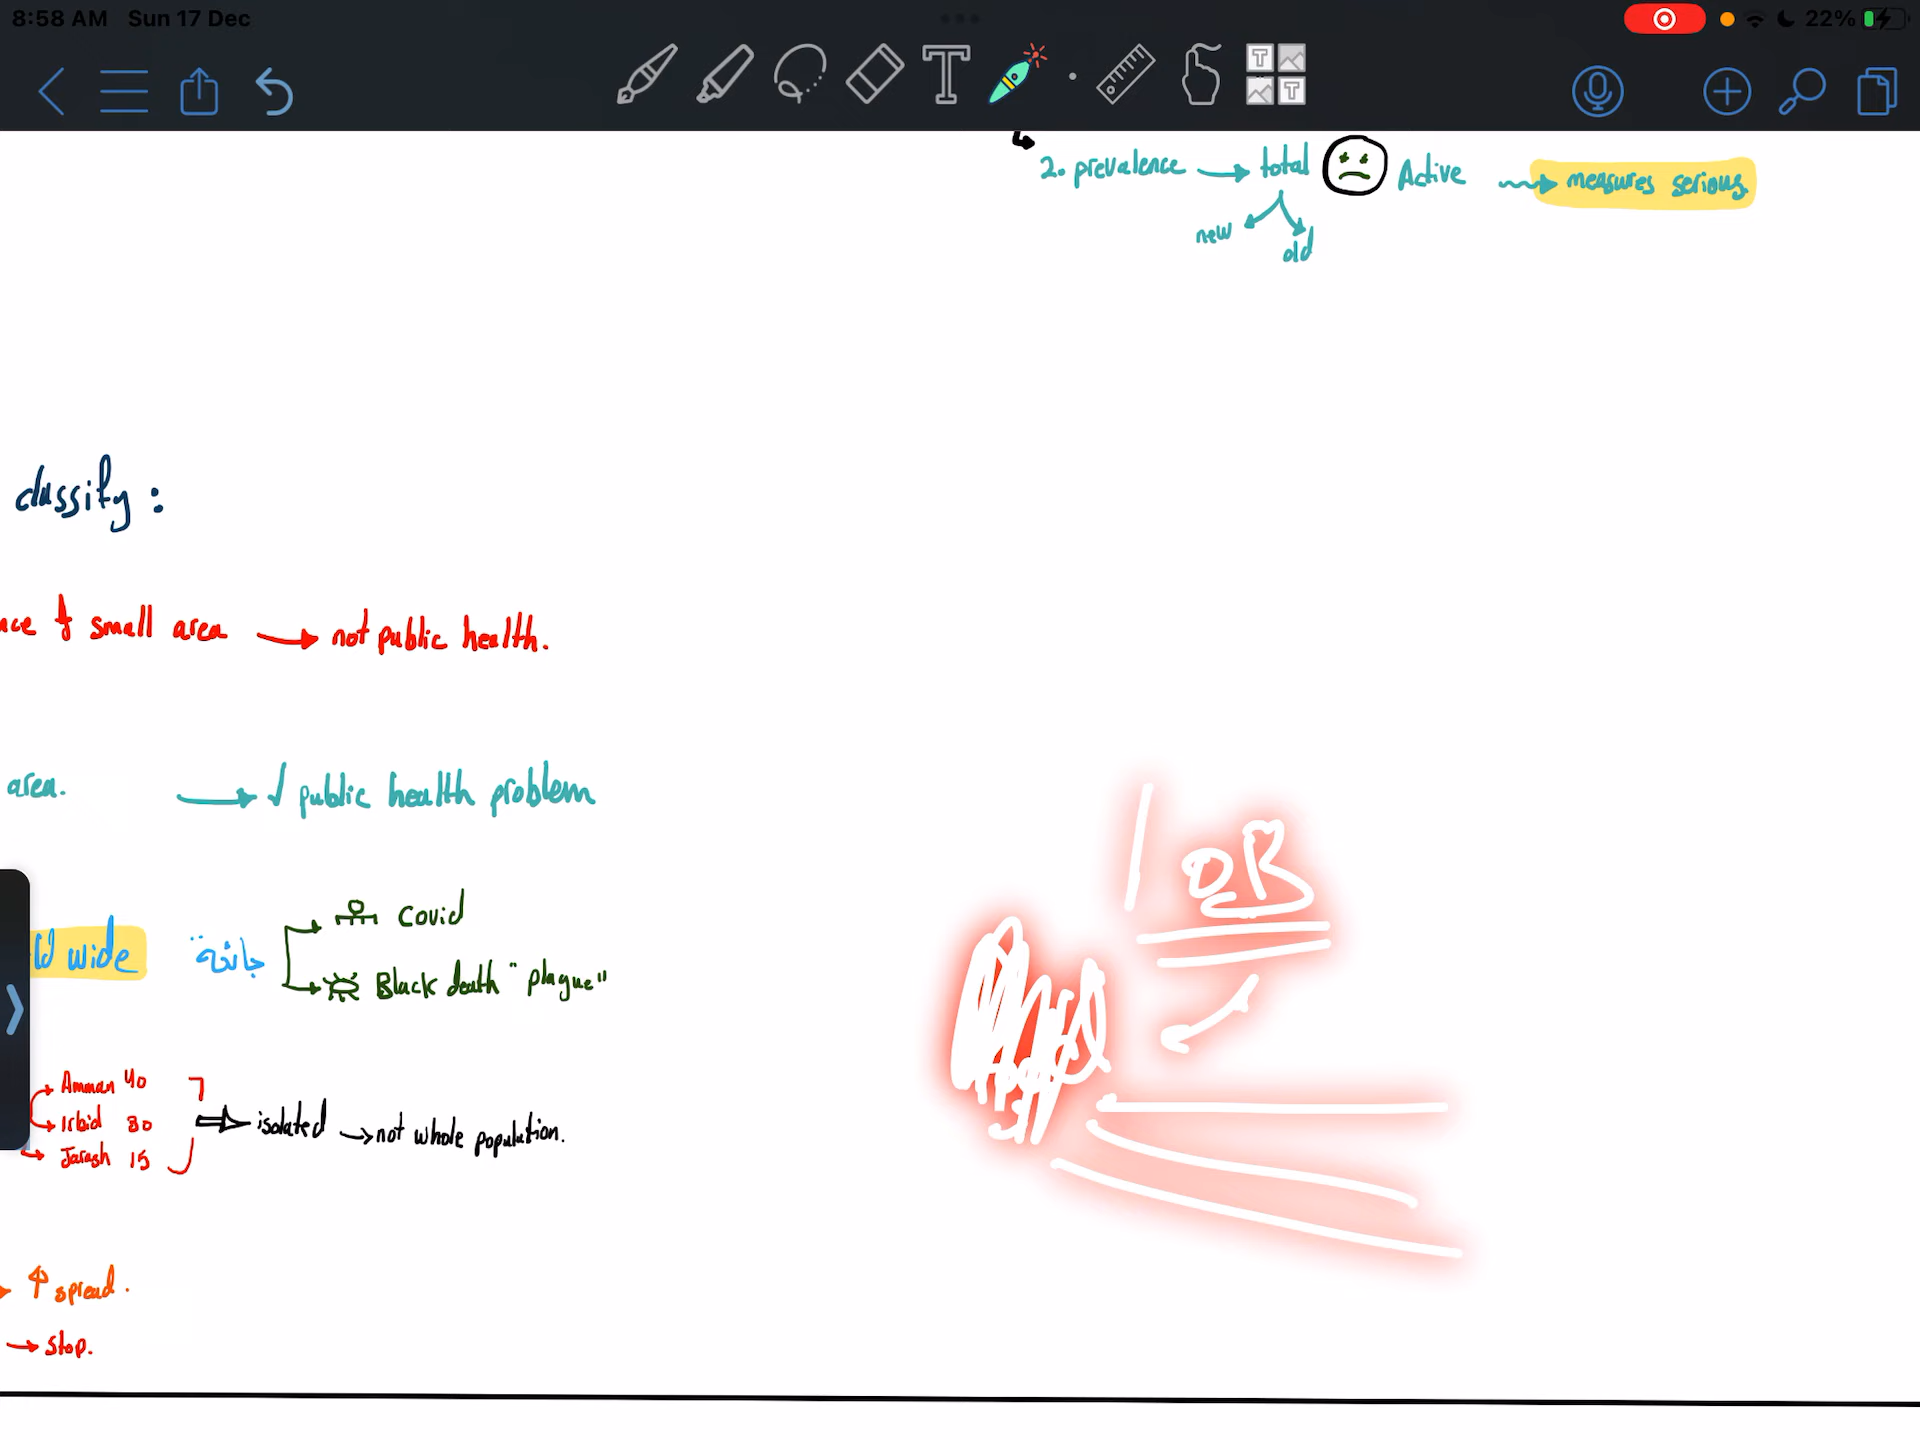 8:58 AM Sun 17 Dec
22%
2. prevalence → total Active → measures serious
new old
classify :
small area → not public health.
area. → √ public health problem
wide جائحة
Covid
Black death "plague"
Amman 40
Irbid 30
Jarash 15
isolated → not whole population.
↑ spread.
→ stop.